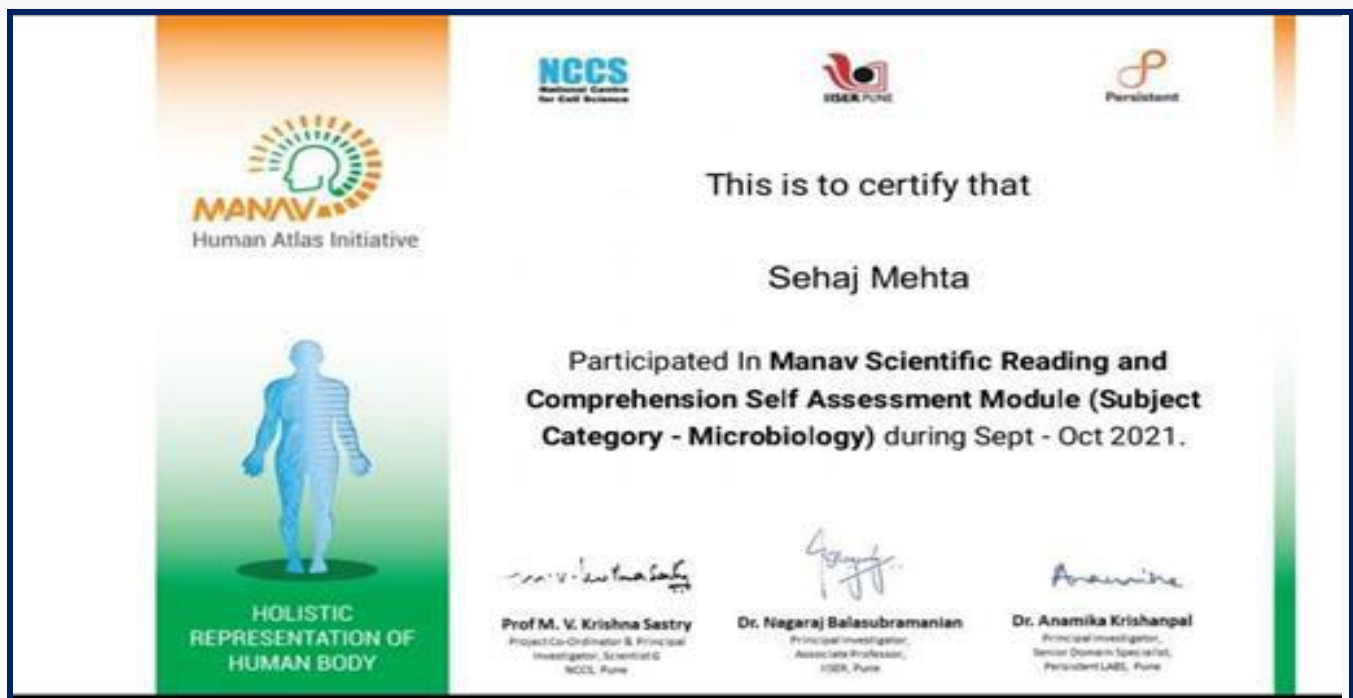 MANAV
Human Atlas Initiative
HOLISTIC
REPRESENTATION OF
HUMAN BODY
NCCS
National Centre
for Cell Science
IISER PUNE
Persistent
This is to certify that
Sehaj Mehta
Participated In Manav Scientific Reading and
Comprehension Self Assessment Module (Subject
Category - Microbiology) during Sept - Oct 2021.
Prof M. V. Krishna Sastry
Project Co-Ordinator & Principal
Investigator, Scientist G
NCCS, Pune
Dr. Nagaraj Balasubramanian
Principal Investigator,
Associate Professor,
IISER, Pune
Anamika
Dr. Anamika Krishanpal
Principal Investigator,
Senior Domain Specialist,
Persistent LABS, Pune